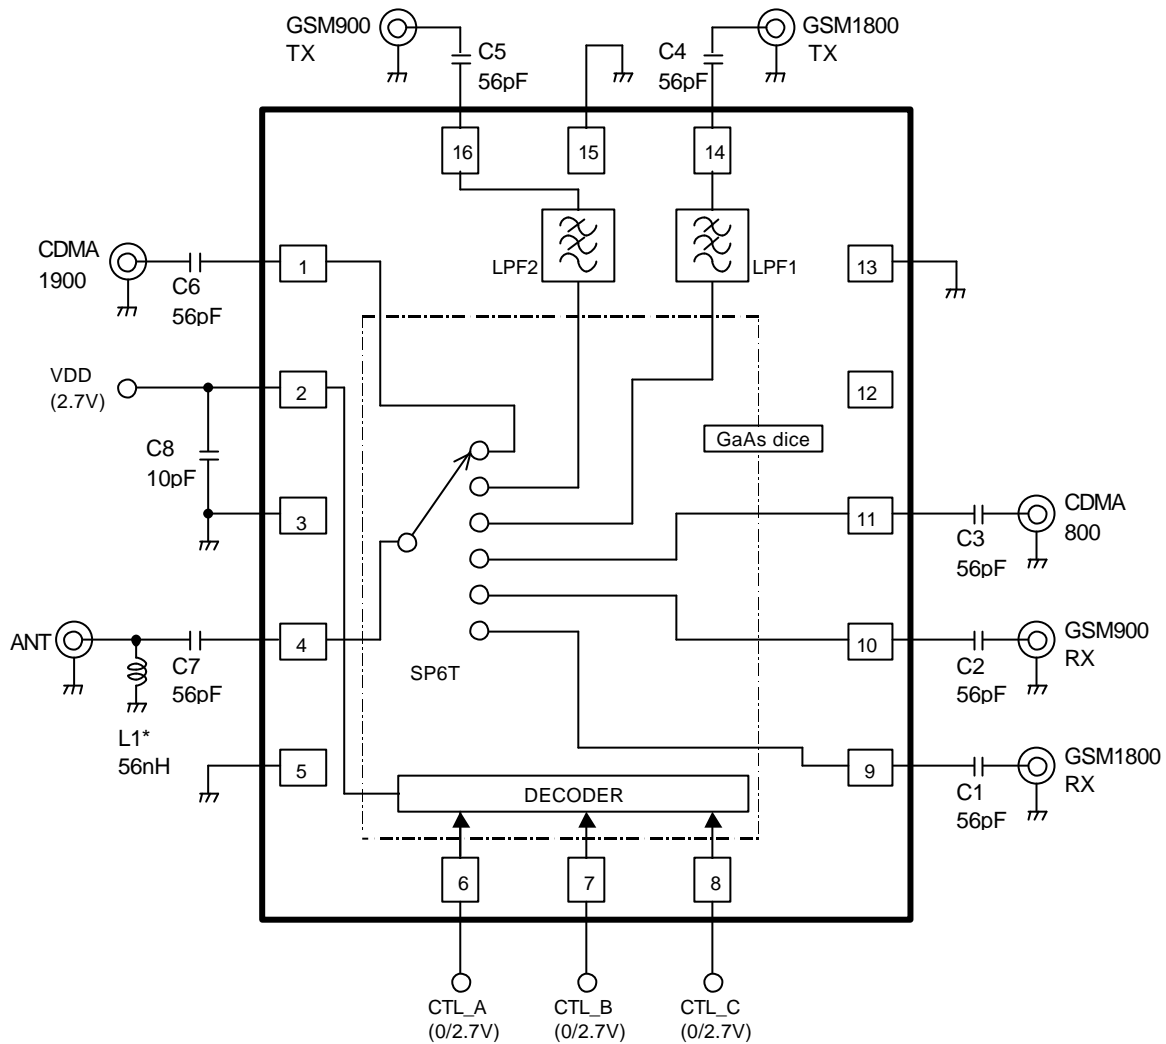 GSM900
TX
C5
56pF
C4
56pF
GSM1800
TX
16
15
14
CDMA
1900
C6
56pF
1
LPF2
LPF1
13
VDD
(2.7V)
2
12
C8
10pF
GaAs dice
3
11
C3
56pF
CDMA
800
ANT
L1*
56nH
C7
56pF
4
SP6T
10
C2
56pF
GSM900
RX
5
9
C1
56pF
GSM1800
RX
DECODER
6
7
8
CTL_A
(0/2.7V)
CTL_B
(0/2.7V)
CTL_C
(0/2.7V)